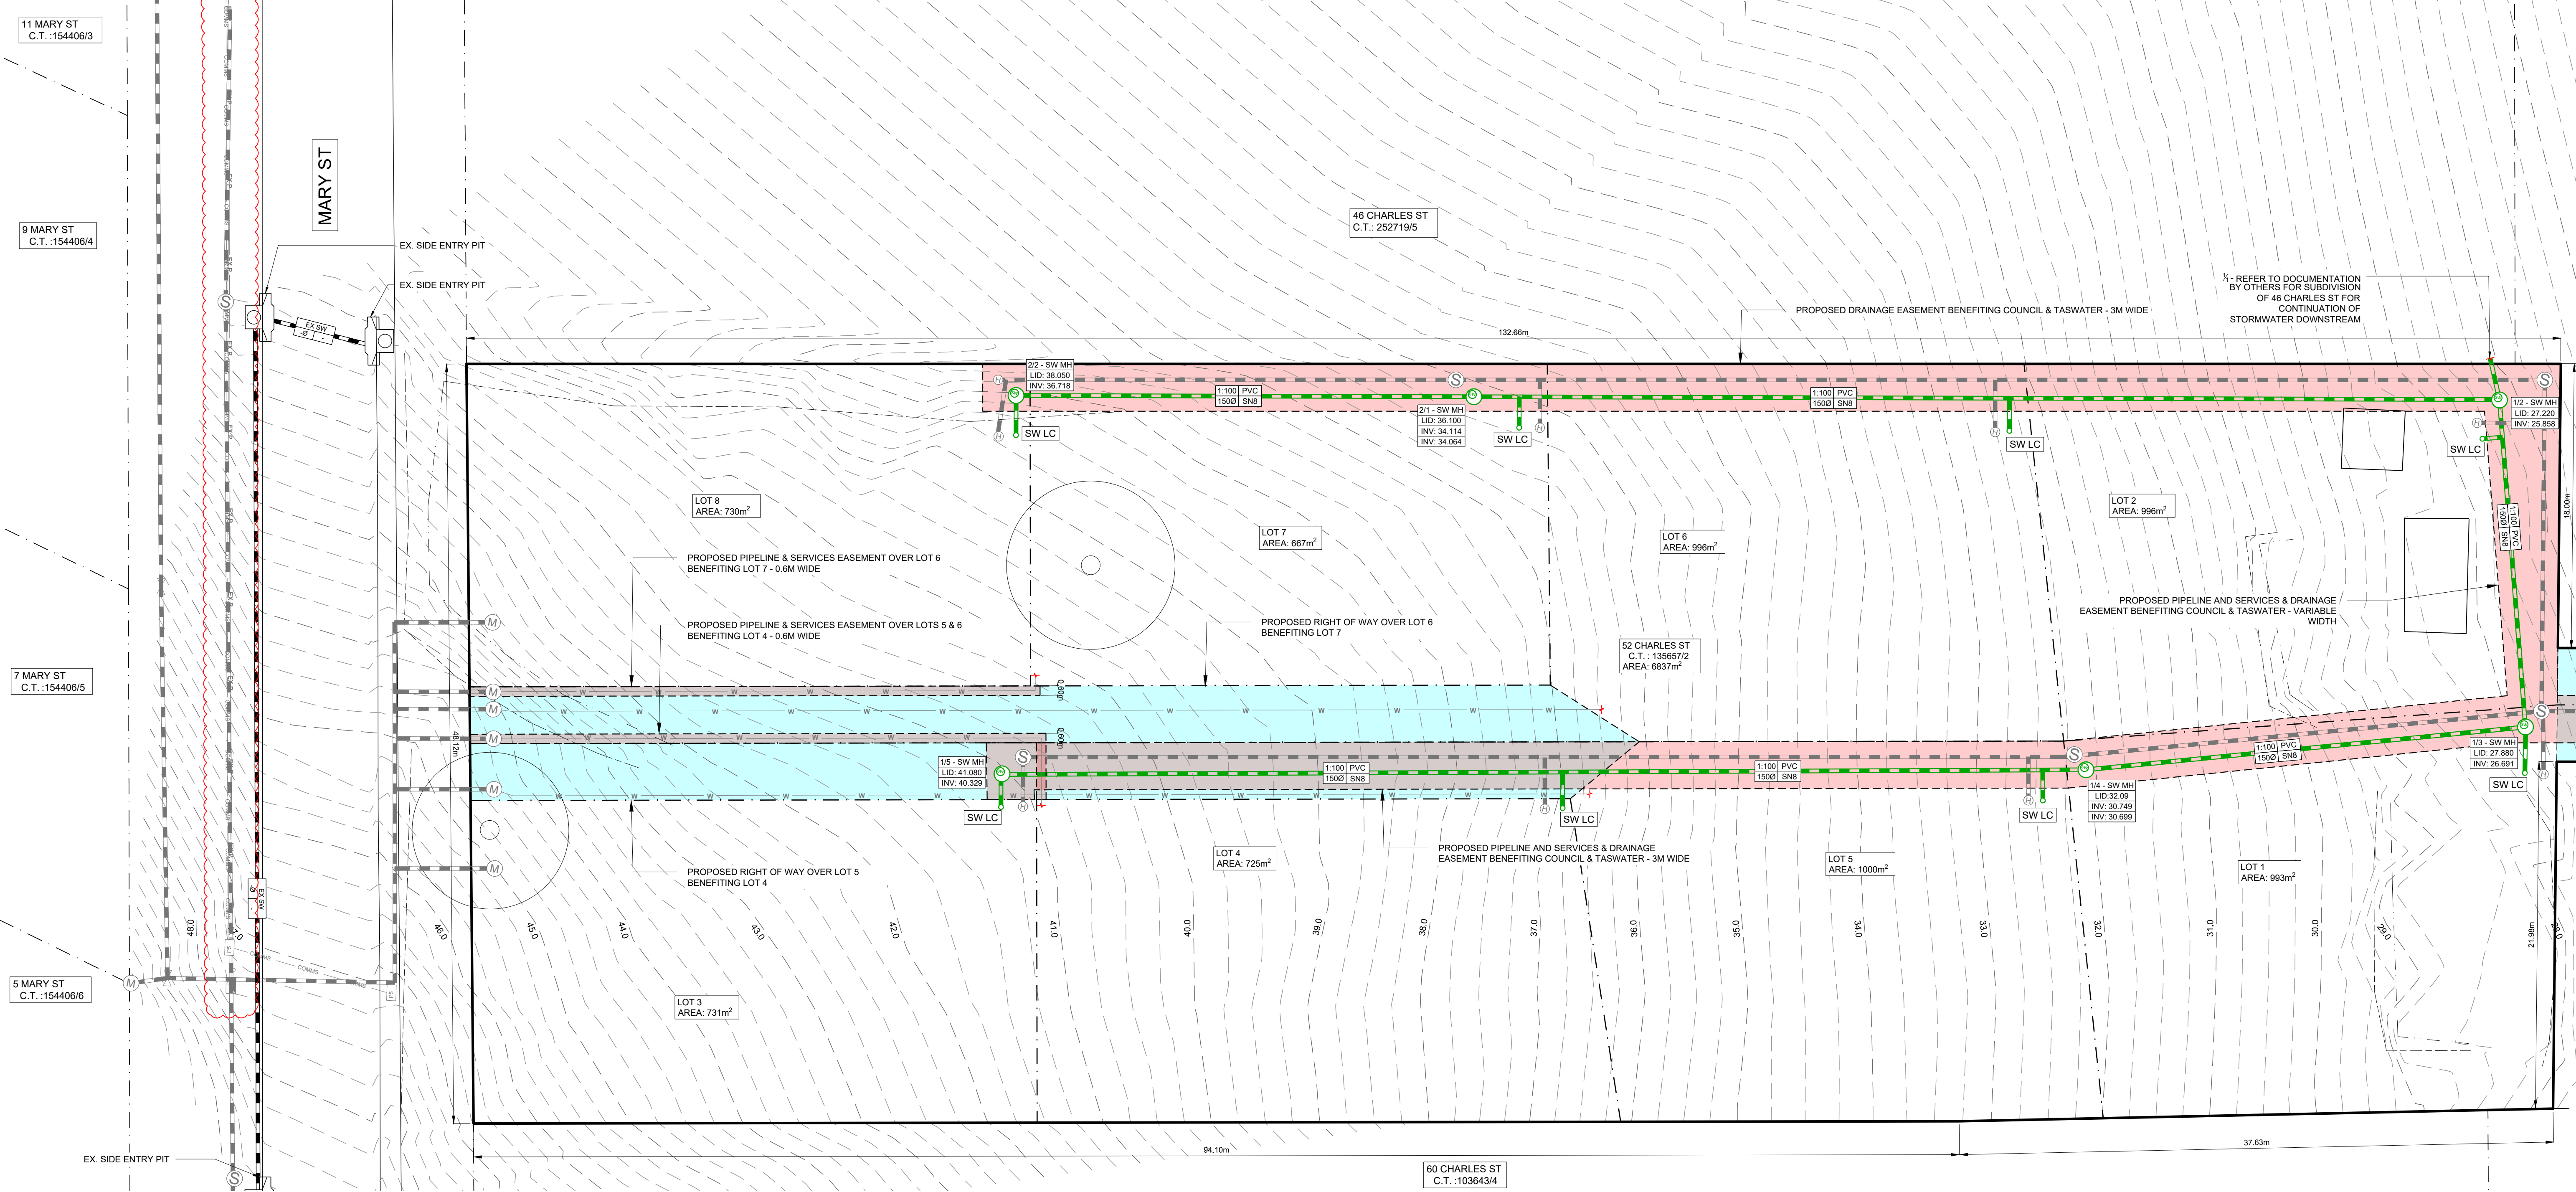 11 MARY ST
C.T. :154406/3
9 MARY ST
C.T. :154406/4
7 MARY ST
C.T. :154406/5
5 MARY ST
C.T. :154406/6
MARY ST
EX. SIDE ENTRY PIT
EX. SIDE ENTRY PIT
EX SW
-Ø -
EX SW
-Ø -
EX. SIDE ENTRY PIT
46 CHARLES ST
C.T.: 252719/5
PROPOSED DRAINAGE EASEMENT BENEFITING COUNCIL & TASWATER - 3M WIDE
132.66m
1/1 - REFER TO DOCUMENTATION
BY OTHERS FOR SUBDIVISION
OF 46 CHARLES ST FOR
CONTINUATION OF
STORMWATER DOWNSTREAM
2/2 - SW MH
LID: 38.050
INV: 36.718
1:100 PVC
150Ø SN8
2/1 - SW MH
LID: 36.100
INV: 34.114
INV: 34.064
1:100 PVC
150Ø SN8
1/2 - SW MH
LID: 27.220
INV: 25.858
SW LC
SW LC
SW LC
SW LC
LOT 8
AREA: 730m²
LOT 7
AREA: 667m²
LOT 6
AREA: 996m²
LOT 2
AREA: 996m²
1:100 PVC
150Ø SN8
18.00m
PROPOSED PIPELINE & SERVICES EASEMENT OVER LOT 6
BENEFITING LOT 7 - 0.6M WIDE
PROPOSED PIPELINE & SERVICES EASEMENT OVER LOTS 5 & 6
BENEFITING LOT 4 - 0.6M WIDE
PROPOSED RIGHT OF WAY OVER LOT 6
BENEFITING LOT 7
52 CHARLES ST
C.T. : 135657/2
AREA: 6837m²
PROPOSED PIPELINE AND SERVICES & DRAINAGE
EASEMENT BENEFITING COUNCIL & TASWATER - VARIABLE
WIDTH
0.60m
0.60m
48.12m
1/5 - SW MH
LID: 41.080
INV: 40.329
1:100 PVC
150Ø SN8
1:100 PVC
150Ø SN8
1:100 PVC
150Ø SN8
1/3 - SW MH
LID: 27.880
INV: 26.691
1/4 - SW MH
LID:32.09
INV: 30.749
INV: 30.699
SW LC
SW LC
SW LC
SW LC
PROPOSED RIGHT OF WAY OVER LOT 5
BENEFITING LOT 4
PROPOSED PIPELINE AND SERVICES & DRAINAGE
EASEMENT BENEFITING COUNCIL & TASWATER - 3M WIDE
LOT 4
AREA: 725m²
LOT 5
AREA: 1000m²
LOT 1
AREA: 993m²
LOT 3
AREA: 731m²
48.0
46.0
45.0
44.0
43.0
42.0
41.0
40.0
39.0
38.0
37.0
36.0
35.0
34.0
33.0
32.0
31.0
30.0
29.0
28.0
21.98m
COMMS
COMMS
94.10m
37.63m
60 CHARLES ST
C.T. :103643/4